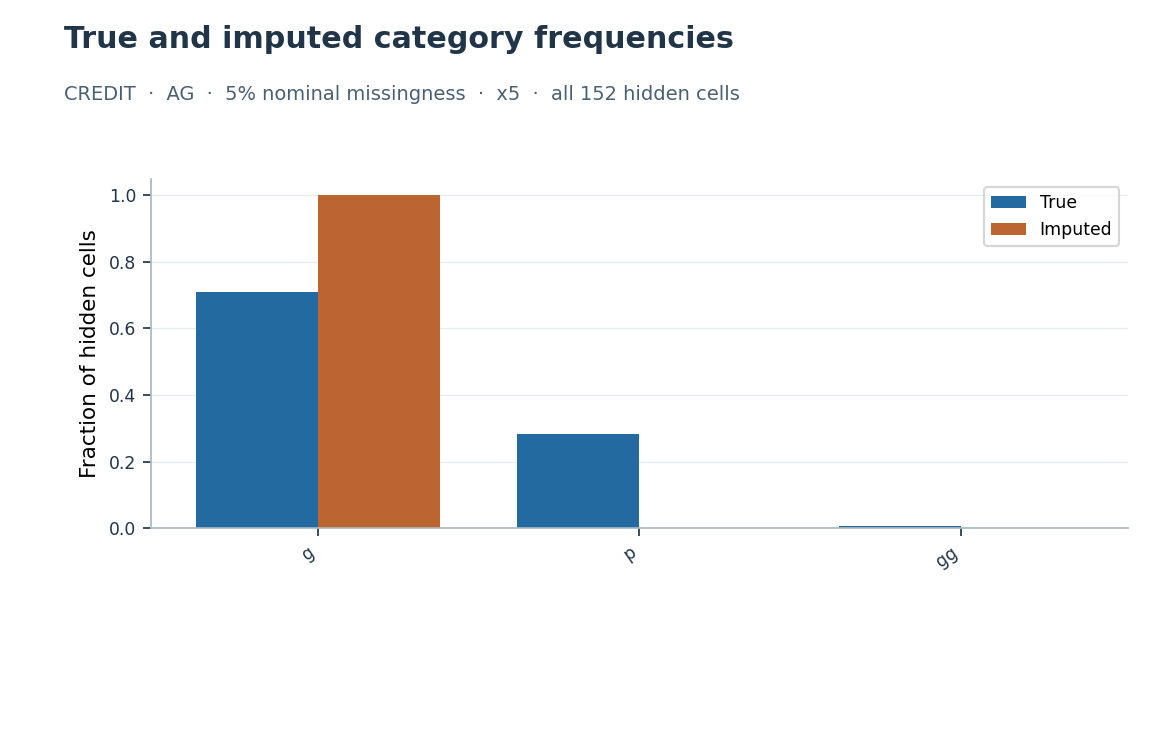 True and imputed category frequencies
CREDIT · AG · 5% nominal missingness · x5 · all 152 hidden cells
Fraction of hidden cells
1.0
0.8
0.6
0.4
0.2
0.0
True
Imputed
g
p
gg